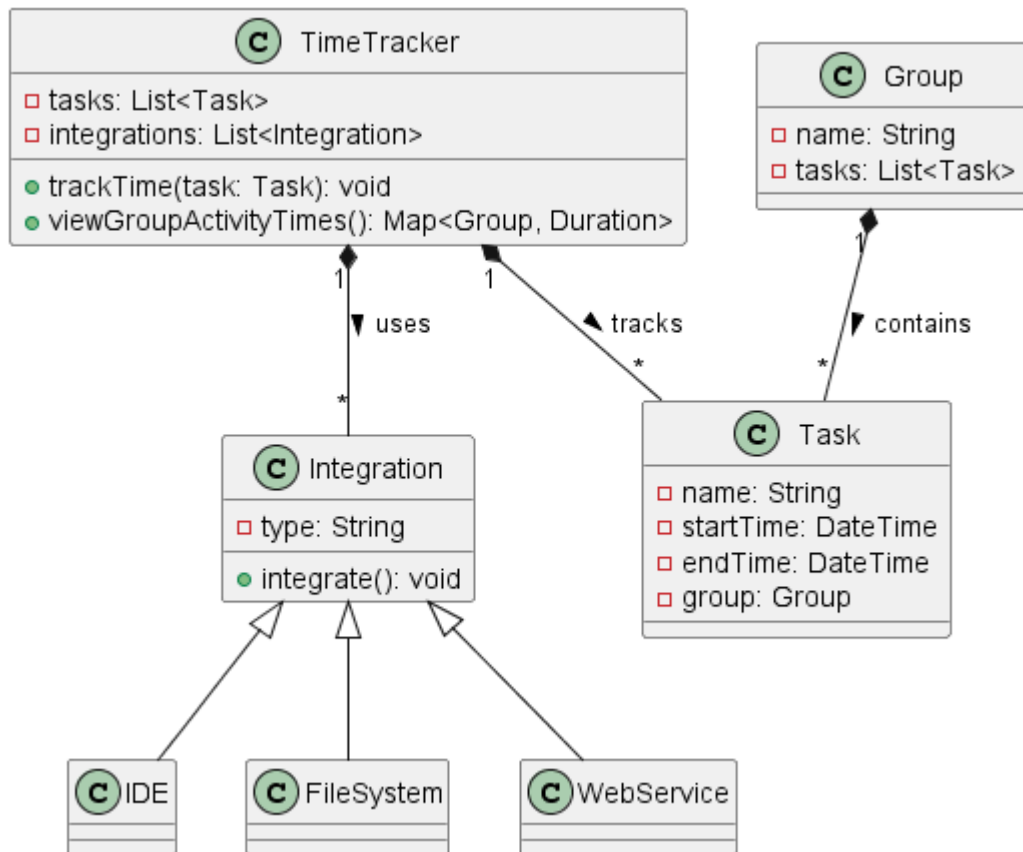 C TimeTracker
tasks: List<Task>
integrations: List<Integration>
trackTime(task: Task): void
viewGroupActivityTimes(): Map<Group, Duration>
C Group
name: String
tasks: List<Task>
1
1
1
uses
tracks
contains
*
*
*
C Integration
type: String
integrate(): void
C Task
name: String
startTime: DateTime
endTime: DateTime
group: Group
C IDE
C FileSystem
C WebService